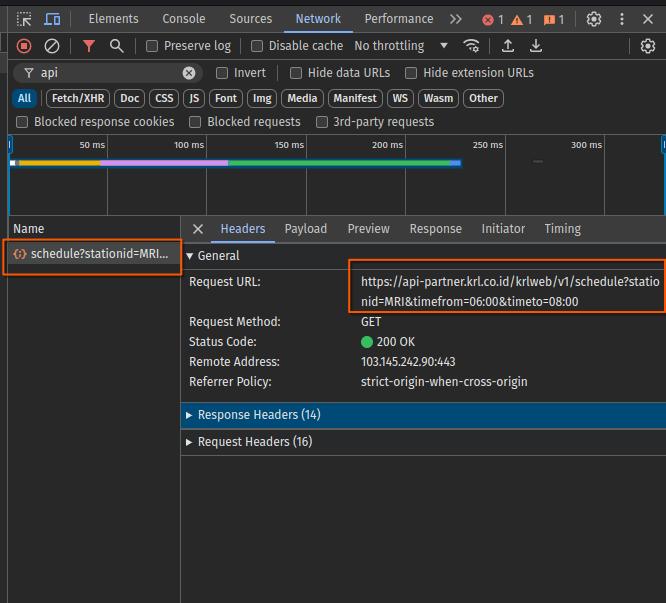 Elements Console Sources Network Performance 1 1 1
Preserve log Disable cache No throttling
api Invert Hide data URLs Hide extension URLs
All Fetch/XHR Doc CSS JS Font Img Media Manifest WS Wasm Other
Blocked response cookies Blocked requests 3rd-party requests
50 ms 100 ms 150 ms 200 ms 250 ms 300 ms
Name Headers Payload Preview Response Initiator Timing
schedule?stationid=MRI... General
Request URL: https://api-partner.krl.co.id/krlweb/v1/schedule?statio
nid=MRI&timefrom=06:00&timeto=08:00
Request Method: GET
Status Code: 200 OK
Remote Address: 103.145.242.90:443
Referrer Policy: strict-origin-when-cross-origin
Response Headers (14)
Request Headers (16)